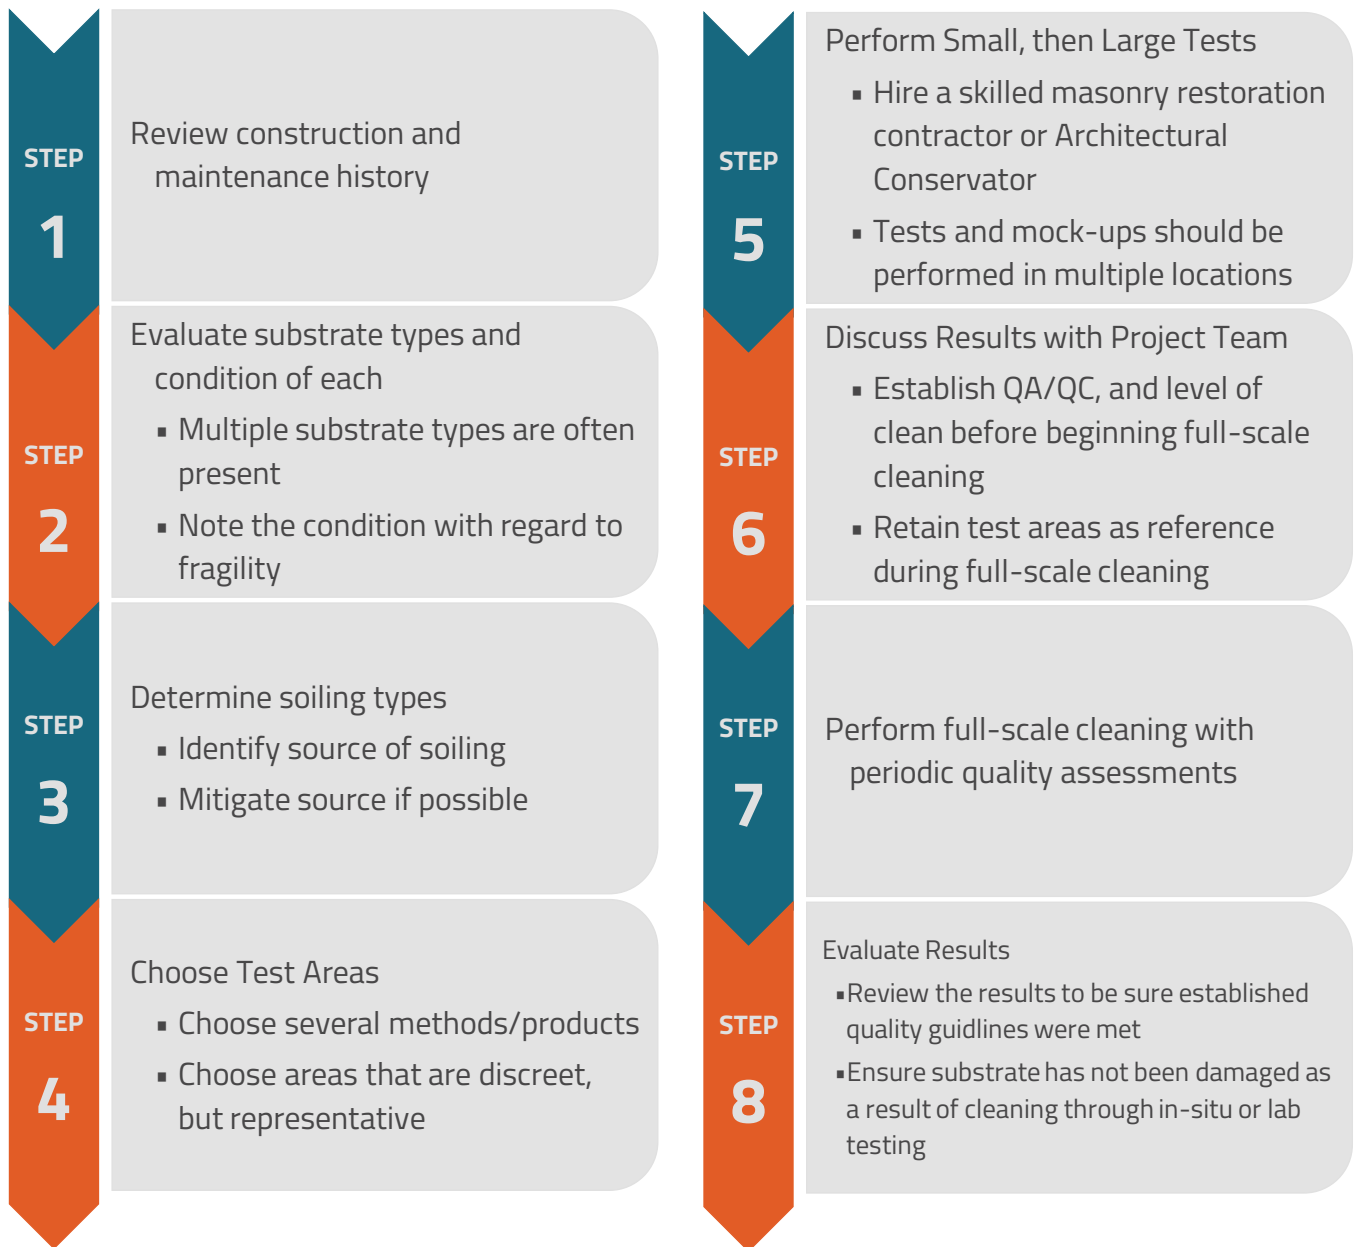 STEP
1
Review construction and
maintenance history
STEP
2
Evaluate substrate types and
condition of each
▪ Multiple substrate types are often
present
▪ Note the condition with regard to
fragility
STEP
3
Determine soiling types
▪ Identify source of soiling
▪ Mitigate source if possible
STEP
4
Choose Test Areas
▪ Choose several methods/products
▪ Choose areas that are discreet,
but representative
STEP
5
Perform Small, then Large Tests
▪ Hire a skilled masonry restoration
contractor or Architectural
Conservator
▪ Tests and mock-ups should be
performed in multiple locations
STEP
6
Discuss Results with Project Team
▪ Establish QA/QC, and level of
clean before beginning full-scale
cleaning
▪ Retain test areas as reference
during full-scale cleaning
STEP
7
Perform full-scale cleaning with
periodic quality assessments
STEP
8
Evaluate Results
▪Review the results to be sure established
quality guidlines were met
▪Ensure substrate has not been damaged as
a result of cleaning through in-situ or lab
testing